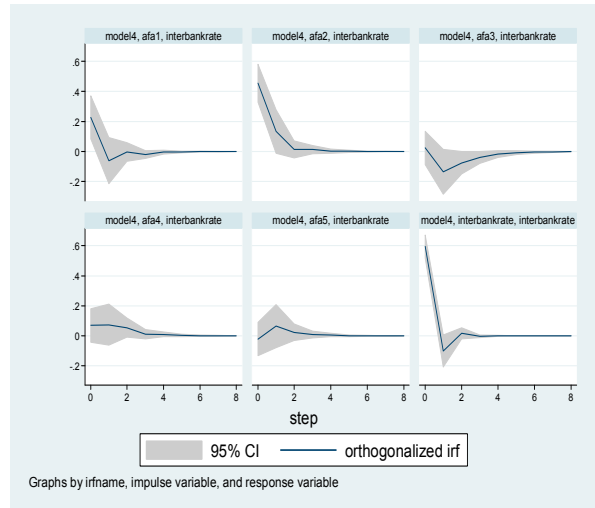 model4, afa1, interbankrate
model4, afa2, interbankrate
model4, afa3, interbankrate
.6
.4
.2
0
-.2
model4, afa4, interbankrate
model4, afa5, interbankrate
model4, interbankrate, interbankrate
.6
.4
.2
0
-.2
0 2 4 6 8
0 2 4 6 8
0 2 4 6 8
step
95% CI
orthogonalized irf
Graphs by irfname, impulse variable, and response variable